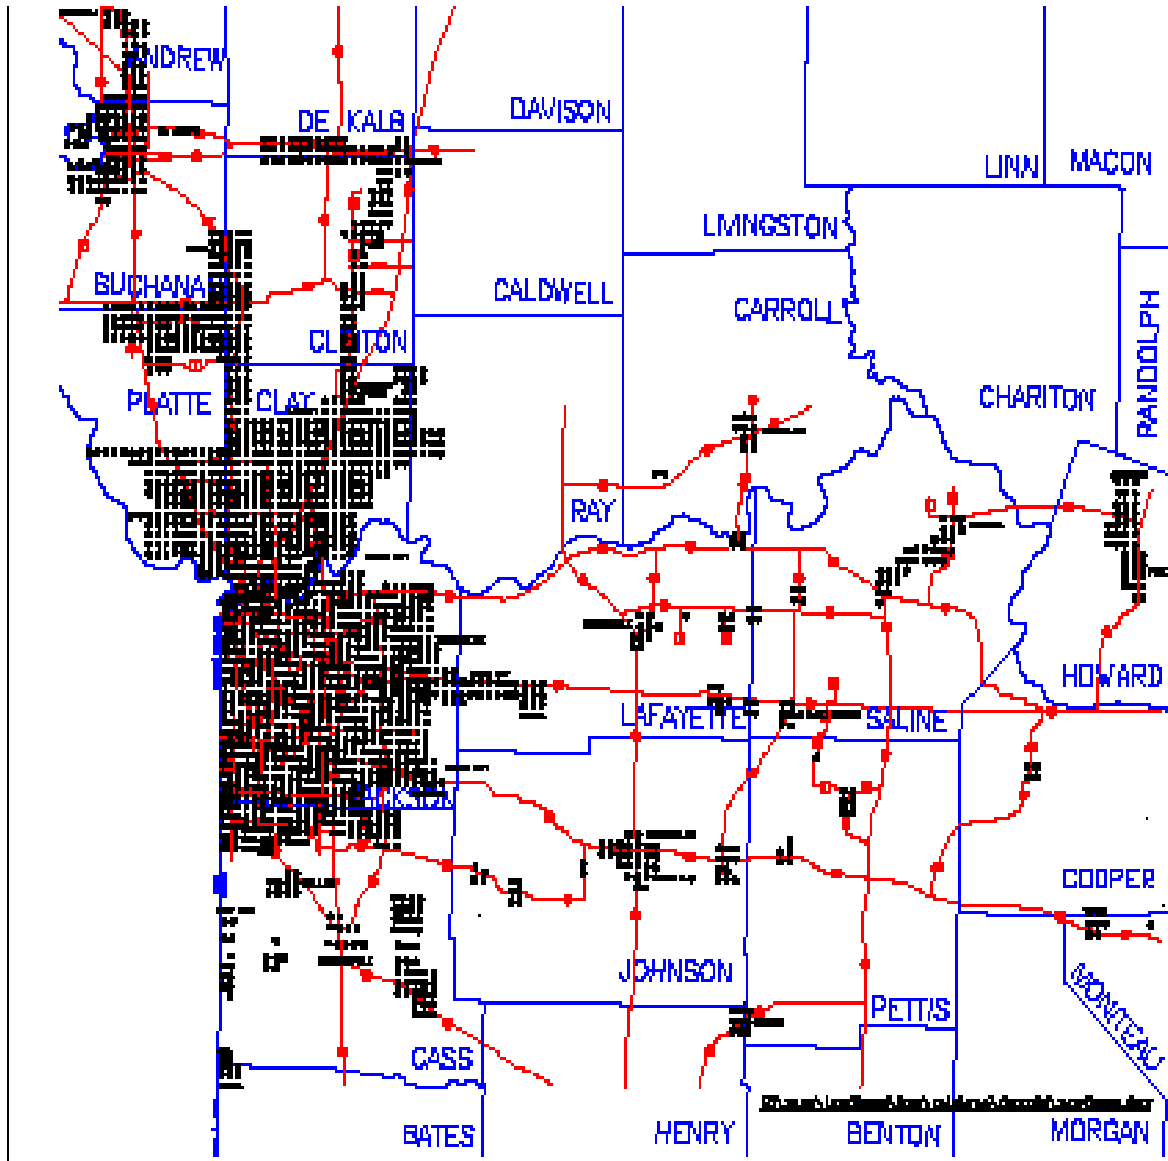 ANDREW
DAVISON
DE KALB
LINN
MACON
LIVINGSTON
BUCHANA
CALDWELL
CARROLL
RANDOLPH
CLINTON
PLATTE
CLAY
CHARITON
RAY
HOWARD
LAFAYETTE
SALINE
JACKSON
COOPER
JOHNSON
PETTIS
MONITEAU
CASS
BATES
HENRY
BENTON
MORGAN